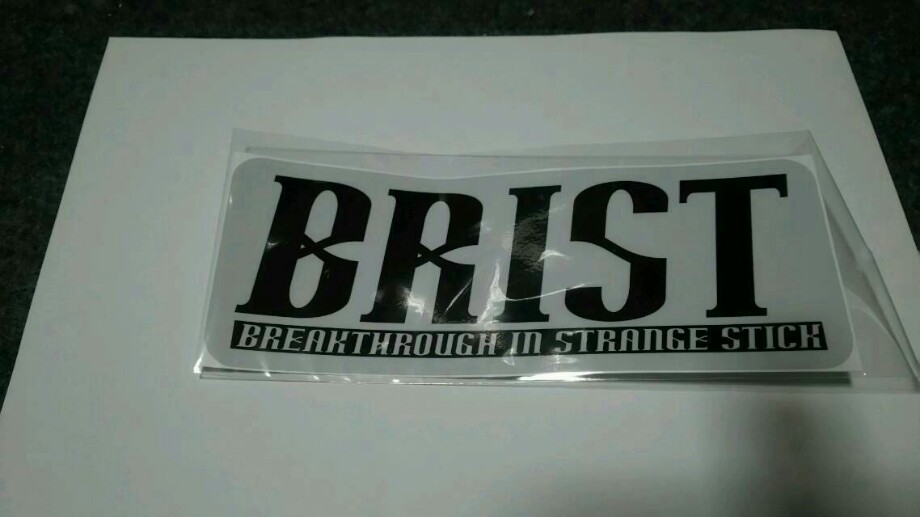 BRIST
BREAKTHROUGH IN STRANGE STICK